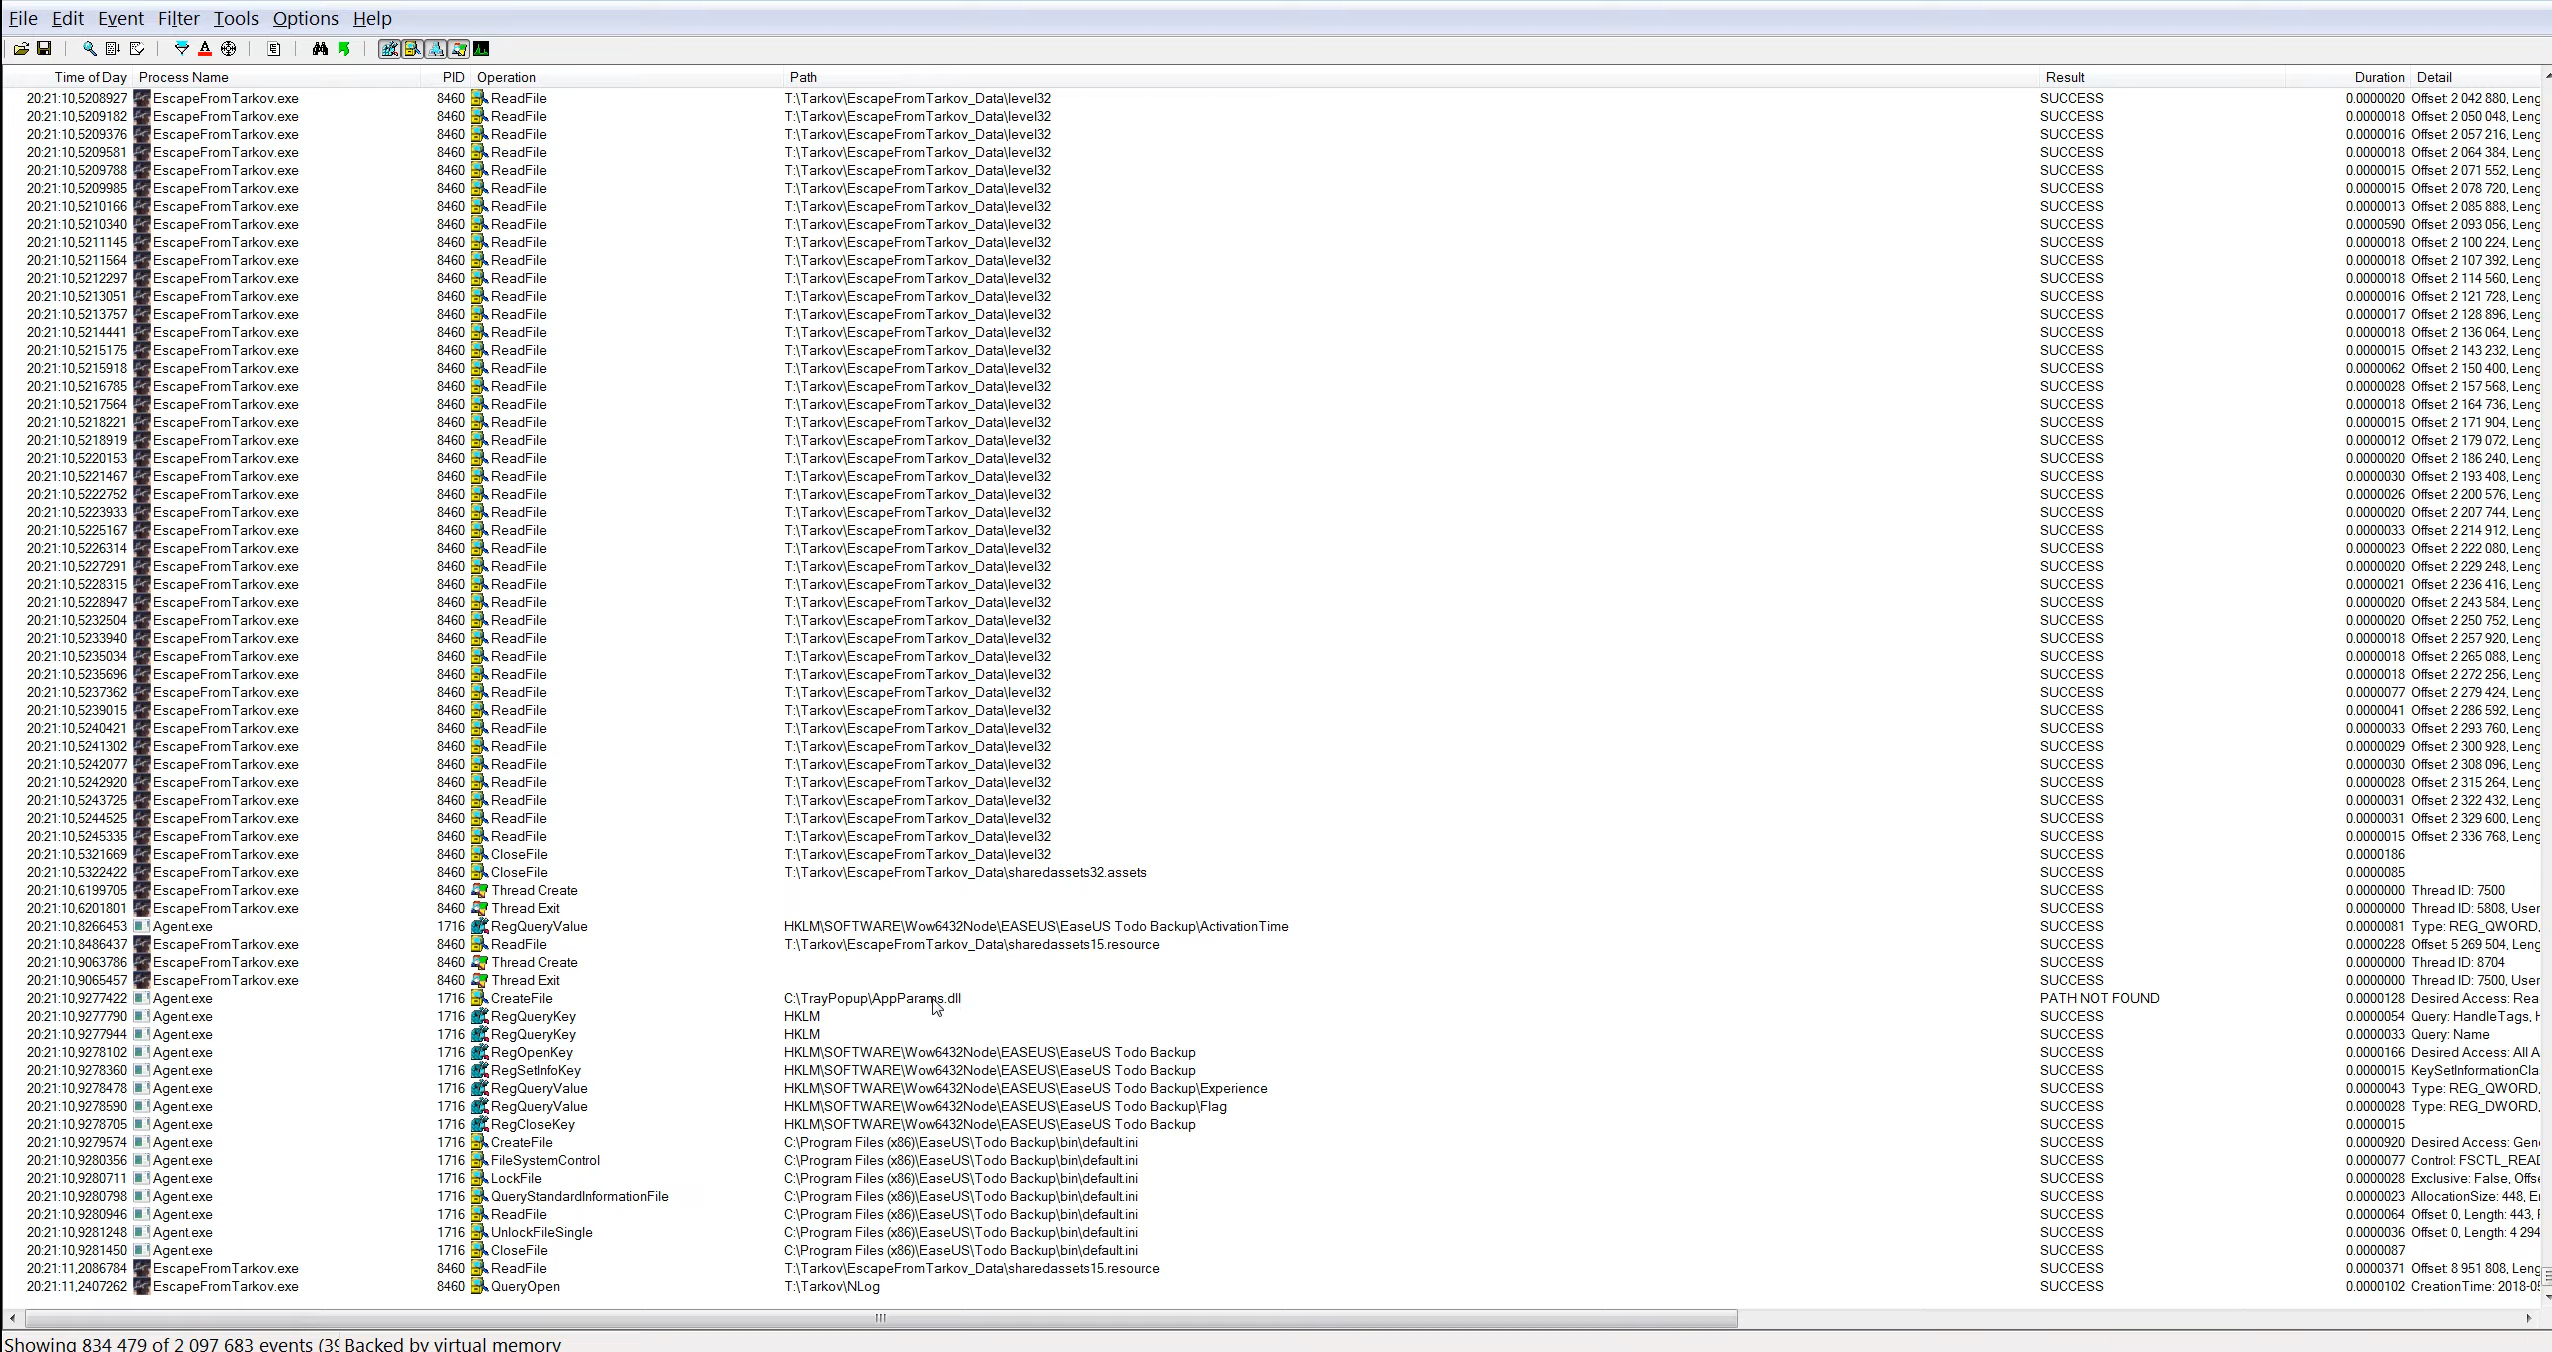 File Edit Event Filter Tools Options Help
Time of Day Process Name PID Operation Path Result Duration Detail
20:21:10,5208927 EscapeFromTarkov.exe 8460 ReadFile T:\Tarkov\EscapeFromTarkov_Data\level32 SUCCESS 0.0000020 Offset: 2 042 880, Leng
20:21:10,5209182 EscapeFromTarkov.exe 8460 ReadFile T:\Tarkov\EscapeFromTarkov_Data\level32 SUCCESS 0.0000018 Offset: 2 050 048, Leng
20:21:10,5209376 EscapeFromTarkov.exe 8460 ReadFile T:\Tarkov\EscapeFromTarkov_Data\level32 SUCCESS 0.0000016 Offset: 2 057 216, Leng
20:21:10,5209581 EscapeFromTarkov.exe 8460 ReadFile T:\Tarkov\EscapeFromTarkov_Data\level32 SUCCESS 0.0000018 Offset: 2 064 384, Leng
20:21:10,5209788 EscapeFromTarkov.exe 8460 ReadFile T:\Tarkov\EscapeFromTarkov_Data\level32 SUCCESS 0.0000015 Offset: 2 071 552, Leng
20:21:10,5209985 EscapeFromTarkov.exe 8460 ReadFile T:\Tarkov\EscapeFromTarkov_Data\level32 SUCCESS 0.0000015 Offset: 2 078 720, Leng
20:21:10,5210166 EscapeFromTarkov.exe 8460 ReadFile T:\Tarkov\EscapeFromTarkov_Data\level32 SUCCESS 0.0000013 Offset: 2 085 888, Leng
20:21:10,5210340 EscapeFromTarkov.exe 8460 ReadFile T:\Tarkov\EscapeFromTarkov_Data\level32 SUCCESS 0.0000590 Offset: 2 093 056, Leng
20:21:10,5211145 EscapeFromTarkov.exe 8460 ReadFile T:\Tarkov\EscapeFromTarkov_Data\level32 SUCCESS 0.0000018 Offset: 2 100 224, Leng
20:21:10,5211564 EscapeFromTarkov.exe 8460 ReadFile T:\Tarkov\EscapeFromTarkov_Data\level32 SUCCESS 0.0000018 Offset: 2 107 392, Leng
20:21:10,5212297 EscapeFromTarkov.exe 8460 ReadFile T:\Tarkov\EscapeFromTarkov_Data\level32 SUCCESS 0.0000018 Offset: 2 114 560, Leng
20:21:10,5213051 EscapeFromTarkov.exe 8460 ReadFile T:\Tarkov\EscapeFromTarkov_Data\level32 SUCCESS 0.0000016 Offset: 2 121 728, Leng
20:21:10,5213757 EscapeFromTarkov.exe 8460 ReadFile T:\Tarkov\EscapeFromTarkov_Data\level32 SUCCESS 0.0000017 Offset: 2 128 896, Leng
20:21:10,5214441 EscapeFromTarkov.exe 8460 ReadFile T:\Tarkov\EscapeFromTarkov_Data\level32 SUCCESS 0.0000018 Offset: 2 136 064, Leng
20:21:10,5215175 EscapeFromTarkov.exe 8460 ReadFile T:\Tarkov\EscapeFromTarkov_Data\level32 SUCCESS 0.0000015 Offset: 2 143 232, Leng
20:21:10,5215918 EscapeFromTarkov.exe 8460 ReadFile T:\Tarkov\EscapeFromTarkov_Data\level32 SUCCESS 0.0000062 Offset: 2 150 400, Leng
20:21:10,5216785 EscapeFromTarkov.exe 8460 ReadFile T:\Tarkov\EscapeFromTarkov_Data\level32 SUCCESS 0.0000028 Offset: 2 157 568, Leng
20:21:10,5217564 EscapeFromTarkov.exe 8460 ReadFile T:\Tarkov\EscapeFromTarkov_Data\level32 SUCCESS 0.0000018 Offset: 2 164 736, Leng
20:21:10,5218221 EscapeFromTarkov.exe 8460 ReadFile T:\Tarkov\EscapeFromTarkov_Data\level32 SUCCESS 0.0000015 Offset: 2 171 904, Leng
20:21:10,5218919 EscapeFromTarkov.exe 8460 ReadFile T:\Tarkov\EscapeFromTarkov_Data\level32 SUCCESS 0.0000012 Offset: 2 179 072, Leng
20:21:10,5220153 EscapeFromTarkov.exe 8460 ReadFile T:\Tarkov\EscapeFromTarkov_Data\level32 SUCCESS 0.0000020 Offset: 2 186 240, Leng
20:21:10,5221467 EscapeFromTarkov.exe 8460 ReadFile T:\Tarkov\EscapeFromTarkov_Data\level32 SUCCESS 0.0000030 Offset: 2 193 408, Leng
20:21:10,5222752 EscapeFromTarkov.exe 8460 ReadFile T:\Tarkov\EscapeFromTarkov_Data\level32 SUCCESS 0.0000026 Offset: 2 200 576, Leng
20:21:10,5223933 EscapeFromTarkov.exe 8460 ReadFile T:\Tarkov\EscapeFromTarkov_Data\level32 SUCCESS 0.0000020 Offset: 2 207 744, Leng
20:21:10,5225167 EscapeFromTarkov.exe 8460 ReadFile T:\Tarkov\EscapeFromTarkov_Data\level32 SUCCESS 0.0000033 Offset: 2 214 912, Leng
20:21:10,5226314 EscapeFromTarkov.exe 8460 ReadFile T:\Tarkov\EscapeFromTarkov_Data\level32 SUCCESS 0.0000023 Offset: 2 222 080, Leng
20:21:10,5227291 EscapeFromTarkov.exe 8460 ReadFile T:\Tarkov\EscapeFromTarkov_Data\level32 SUCCESS 0.0000020 Offset: 2 229 248, Leng
20:21:10,5228315 EscapeFromTarkov.exe 8460 ReadFile T:\Tarkov\EscapeFromTarkov_Data\level32 SUCCESS 0.0000021 Offset: 2 236 416, Leng
20:21:10,5228947 EscapeFromTarkov.exe 8460 ReadFile T:\Tarkov\EscapeFromTarkov_Data\level32 SUCCESS 0.0000020 Offset: 2 243 584, Leng
20:21:10,5232504 EscapeFromTarkov.exe 8460 ReadFile T:\Tarkov\EscapeFromTarkov_Data\level32 SUCCESS 0.0000020 Offset: 2 250 752, Leng
20:21:10,5233940 EscapeFromTarkov.exe 8460 ReadFile T:\Tarkov\EscapeFromTarkov_Data\level32 SUCCESS 0.0000018 Offset: 2 257 920, Leng
20:21:10,5235034 EscapeFromTarkov.exe 8460 ReadFile T:\Tarkov\EscapeFromTarkov_Data\level32 SUCCESS 0.0000018 Offset: 2 265 088, Leng
20:21:10,5235696 EscapeFromTarkov.exe 8460 ReadFile T:\Tarkov\EscapeFromTarkov_Data\level32 SUCCESS 0.0000018 Offset: 2 272 256, Leng
20:21:10,5237362 EscapeFromTarkov.exe 8460 ReadFile T:\Tarkov\EscapeFromTarkov_Data\level32 SUCCESS 0.0000077 Offset: 2 279 424, Leng
20:21:10,5239015 EscapeFromTarkov.exe 8460 ReadFile T:\Tarkov\EscapeFromTarkov_Data\level32 SUCCESS 0.0000041 Offset: 2 286 592, Leng
20:21:10,5240421 EscapeFromTarkov.exe 8460 ReadFile T:\Tarkov\EscapeFromTarkov_Data\level32 SUCCESS 0.0000033 Offset: 2 293 760, Leng
20:21:10,5241302 EscapeFromTarkov.exe 8460 ReadFile T:\Tarkov\EscapeFromTarkov_Data\level32 SUCCESS 0.0000029 Offset: 2 300 928, Leng
20:21:10,5242077 EscapeFromTarkov.exe 8460 ReadFile T:\Tarkov\EscapeFromTarkov_Data\level32 SUCCESS 0.0000030 Offset: 2 308 096, Leng
20:21:10,5242920 EscapeFromTarkov.exe 8460 ReadFile T:\Tarkov\EscapeFromTarkov_Data\level32 SUCCESS 0.0000028 Offset: 2 315 264, Leng
20:21:10,5243725 EscapeFromTarkov.exe 8460 ReadFile T:\Tarkov\EscapeFromTarkov_Data\level32 SUCCESS 0.0000031 Offset: 2 322 432, Leng
20:21:10,5244525 EscapeFromTarkov.exe 8460 ReadFile T:\Tarkov\EscapeFromTarkov_Data\level32 SUCCESS 0.0000031 Offset: 2 329 600, Leng
20:21:10,5245335 EscapeFromTarkov.exe 8460 ReadFile T:\Tarkov\EscapeFromTarkov_Data\level32 SUCCESS 0.0000015 Offset: 2 336 768, Leng
20:21:10,5321669 EscapeFromTarkov.exe 8460 CloseFile T:\Tarkov\EscapeFromTarkov_Data\level32 SUCCESS 0.0000186
20:21:10,5322422 EscapeFromTarkov.exe 8460 CloseFile T:\Tarkov\EscapeFromTarkov_Data\sharedassets32.assets SUCCESS 0.0000085
20:21:10,6199705 EscapeFromTarkov.exe 8460 Thread Create SUCCESS 0.0000000 Thread ID: 7500
20:21:10,6201801 EscapeFromTarkov.exe 8460 Thread Exit SUCCESS 0.0000000 Thread ID: 5808, User
20:21:10,8266453 Agent.exe 1716 RegQueryValue HKLM\SOFTWARE\Wow6432Node\EASEUS\EaseUS Todo Backup\ActivationTime SUCCESS 0.0000081 Type: REG_QWORD,
20:21:10,8486437 EscapeFromTarkov.exe 8460 ReadFile T:\Tarkov\EscapeFromTarkov_Data\sharedassets15.resource SUCCESS 0.0000228 Offset: 5 269 504, Leng
20:21:10,9063786 EscapeFromTarkov.exe 8460 Thread Create SUCCESS 0.0000000 Thread ID: 8704
20:21:10,9065457 EscapeFromTarkov.exe 8460 Thread Exit SUCCESS 0.0000000 Thread ID: 7500, User
20:21:10,9277422 Agent.exe 1716 CreateFile C:\TrayPopup\AppParams.dll PATH NOT FOUND 0.0000128 Desired Access: Rea
20:21:10,9277790 Agent.exe 1716 RegQueryKey HKLM SUCCESS 0.0000054 Query: HandleTags, H
20:21:10,9277944 Agent.exe 1716 RegQueryKey HKLM SUCCESS 0.0000033 Query: Name
20:21:10,9278102 Agent.exe 1716 RegOpenKey HKLM\SOFTWARE\Wow6432Node\EASEUS\EaseUS Todo Backup SUCCESS 0.0000166 Desired Access: All A
20:21:10,9278360 Agent.exe 1716 RegSetInfoKey HKLM\SOFTWARE\Wow6432Node\EASEUS\EaseUS Todo Backup SUCCESS 0.0000015 KeySetInformationCla
20:21:10,9278478 Agent.exe 1716 RegQueryValue HKLM\SOFTWARE\Wow6432Node\EASEUS\EaseUS Todo Backup\Experience SUCCESS 0.0000043 Type: REG_QWORD,
20:21:10,9278590 Agent.exe 1716 RegQueryValue HKLM\SOFTWARE\Wow6432Node\EASEUS\EaseUS Todo Backup\Flag SUCCESS 0.0000028 Type: REG_DWORD,
20:21:10,9278705 Agent.exe 1716 RegCloseKey HKLM\SOFTWARE\Wow6432Node\EASEUS\EaseUS Todo Backup SUCCESS 0.0000015
20:21:10,9279574 Agent.exe 1716 CreateFile C:\Program Files (x86)\EaseUS\Todo Backup\bin\default.ini SUCCESS 0.0000920 Desired Access: Gen
20:21:10,9280356 Agent.exe 1716 FileSystemControl C:\Program Files (x86)\EaseUS\Todo Backup\bin\default.ini SUCCESS 0.0000077 Control: FSCTL_READ
20:21:10,9280711 Agent.exe 1716 LockFile C:\Program Files (x86)\EaseUS\Todo Backup\bin\default.ini SUCCESS 0.0000028 Exclusive: False, Offs
20:21:10,9280798 Agent.exe 1716 QueryStandardInformationFile C:\Program Files (x86)\EaseUS\Todo Backup\bin\default.ini SUCCESS 0.0000023 AllocationSize: 448, E
20:21:10,9280946 Agent.exe 1716 ReadFile C:\Program Files (x86)\EaseUS\Todo Backup\bin\default.ini SUCCESS 0.0000064 Offset: 0, Length: 443,
20:21:10,9281248 Agent.exe 1716 UnlockFileSingle C:\Program Files (x86)\EaseUS\Todo Backup\bin\default.ini SUCCESS 0.0000036 Offset: 0, Length: 4 294
20:21:10,9281450 Agent.exe 1716 CloseFile C:\Program Files (x86)\EaseUS\Todo Backup\bin\default.ini SUCCESS 0.0000087
20:21:11,2086784 EscapeFromTarkov.exe 8460 ReadFile T:\Tarkov\EscapeFromTarkov_Data\sharedassets15.resource SUCCESS 0.0000371 Offset: 8 951 808, Leng
20:21:11,2407262 EscapeFromTarkov.exe 8460 QueryOpen T:\Tarkov\NLog SUCCESS 0.0000102 CreationTime: 2018-05
Showing 834 479 of 2 097 683 events (39 Backed by virtual memory